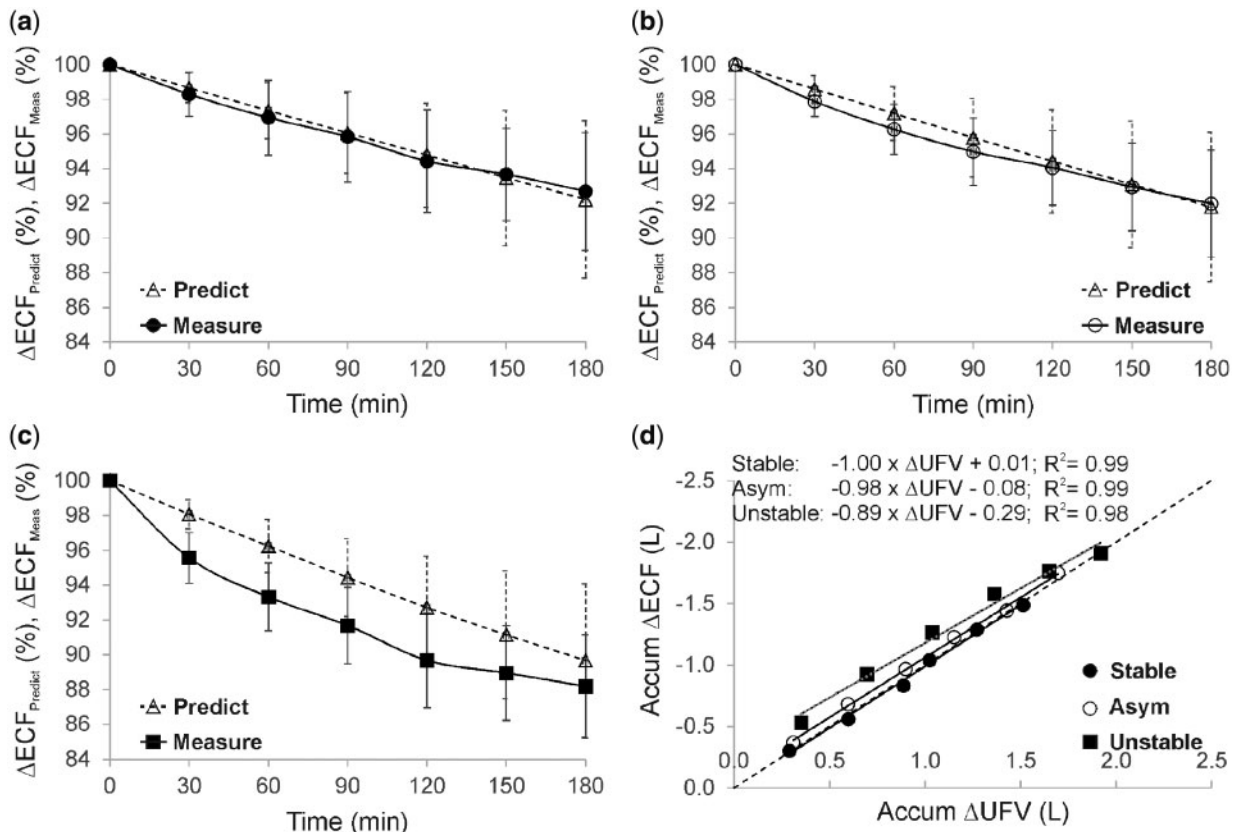 (a)
ΔECF_Predict (%), ΔECF_Meas (%)
100
98
96
94
92
90
88
86
84
Predict
Measure
0 30 60 90 120 150 180
Time (min)
(b)
ΔECF_Predict (%), ΔECF_Meas (%)
100
98
96
94
92
90
88
86
84
Predict
Measure
0 30 60 90 120 150 180
Time (min)
(c)
ΔECF_Predict (%), ΔECF_Meas (%)
100
98
96
94
92
90
88
86
84
Predict
Measure
0 30 60 90 120 150 180
Time (min)
(d)
Stable: -1.00 x ΔUFV + 0.01; R²= 0.99
Asym: -0.98 x ΔUFV - 0.08; R²= 0.99
Unstable: -0.89 x ΔUFV - 0.29; R²= 0.98
Accum ΔECF (L)
-2.5
-2.0
-1.5
-1.0
-0.5
0.0
Stable
Asym
Unstable
0.0 0.5 1.0 1.5 2.0 2.5
Accum ΔUFV (L)